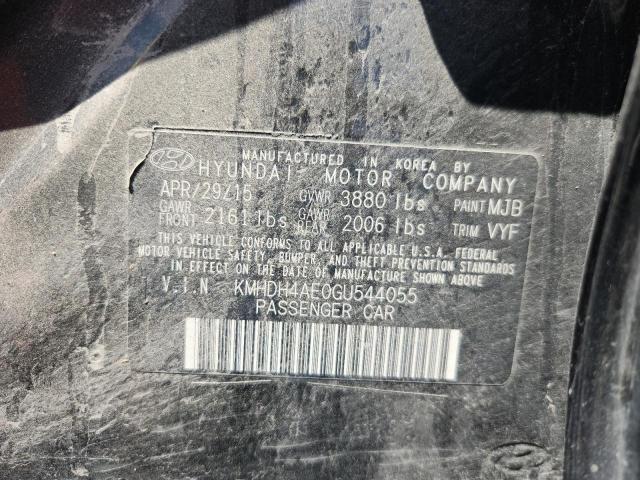 MANUFACTURED IN KOREA BY
HYUNDAI MOTOR COMPANY
APR/29/15 GVWR 3880 lbs PAINT MJB
GAWR FRONT 2161 lbs GAWR REAR 2006 lbs TRIM VYF
THIS VEHICLE CONFORMS TO ALL APPLICABLE U.S.A. FEDERAL
MOTOR VEHICLE SAFETY, BUMPER, AND THEFT PREVENTION STANDARDS
IN EFFECT ON THE DATE OF MANUFACTURE SHOWN ABOVE
V.I.N KMHDH4AE0GU544055
PASSENGER CAR